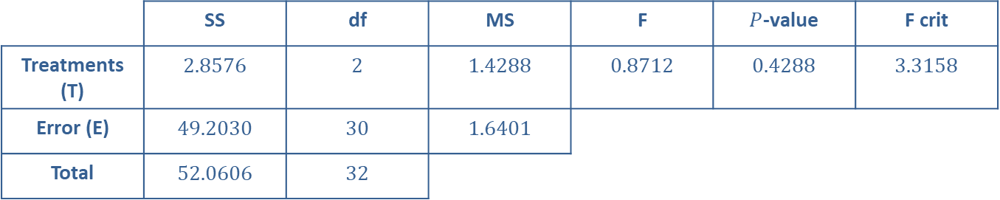 SS df MS F P-value F crit
Treatments 2.8576 2 1.4288 0.8712 0.4288 3.3158
(T)
Error (E) 49.2030 30 1.6401
Total 52.0606 32